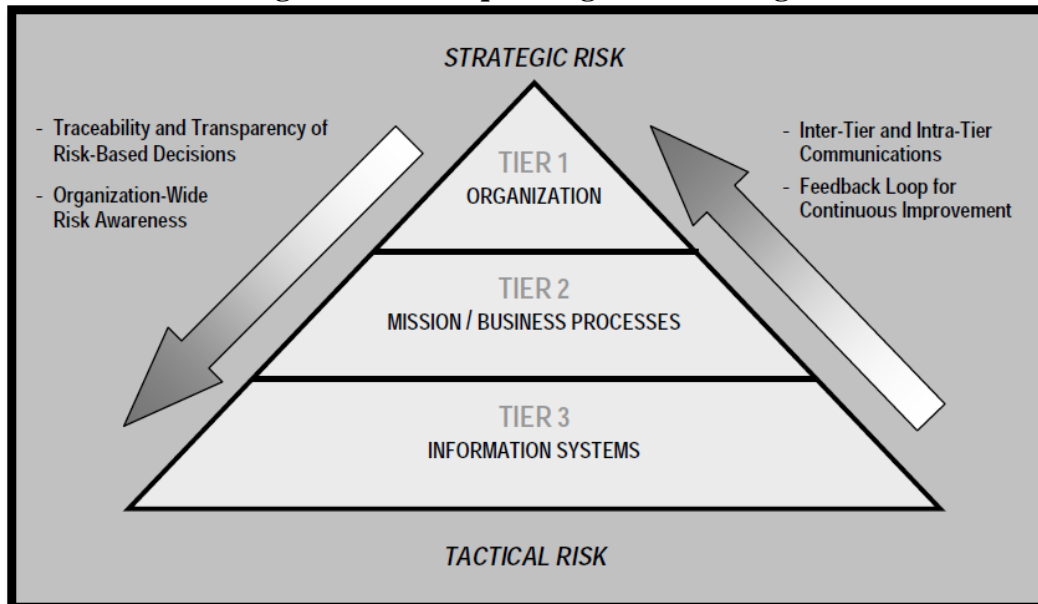 STRATEGIC RISK
- Traceability and Transparency of
Risk-Based Decisions
- Organization-Wide
Risk Awareness
- Inter-Tier and Intra-Tier
Communications
- Feedback Loop for
Continuous Improvement
TIER 1
ORGANIZATION
TIER 2
MISSION / BUSINESS PROCESSES
TIER 3
INFORMATION SYSTEMS
TACTICAL RISK